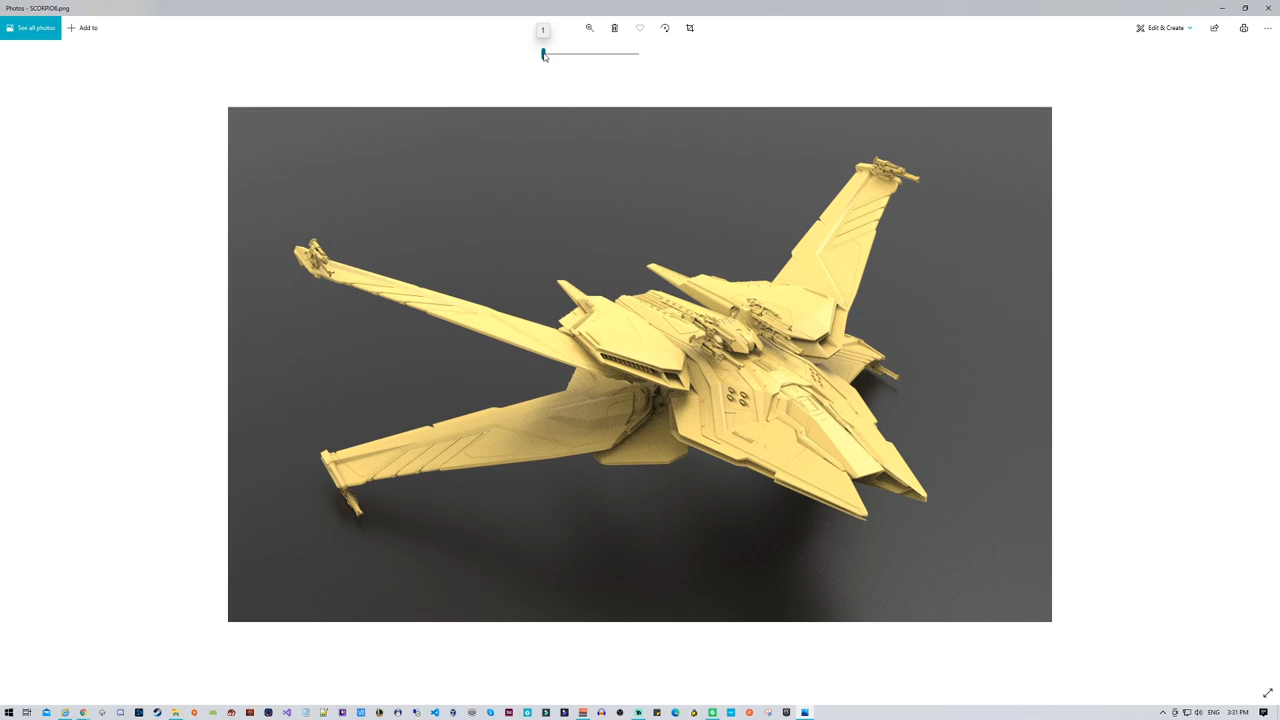 Photos - SCORPIO6.png
See all photos
Add to
1
Edit & Create
ENG
3:31 PM